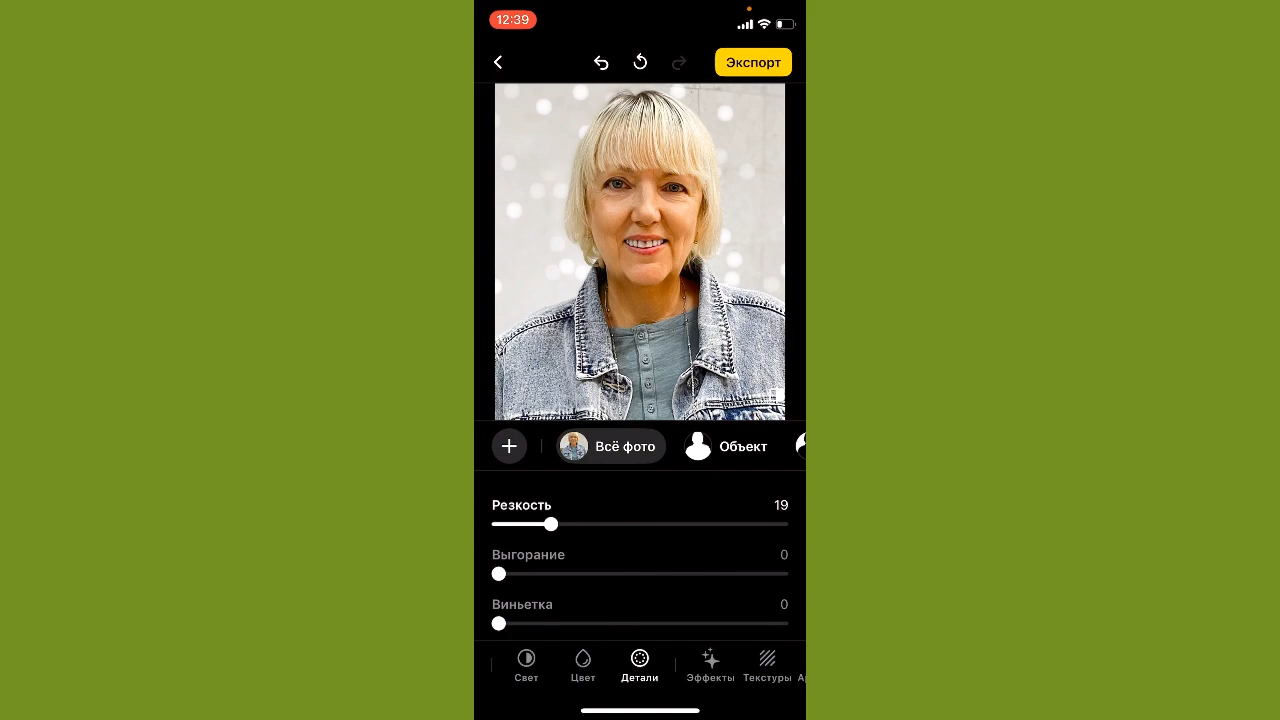 12:39
Экспорт
Всё фото
Объект
Резкость 19
Выгорание 0
Виньетка 0
Свет Цвет Детали Эффекты Текстуры